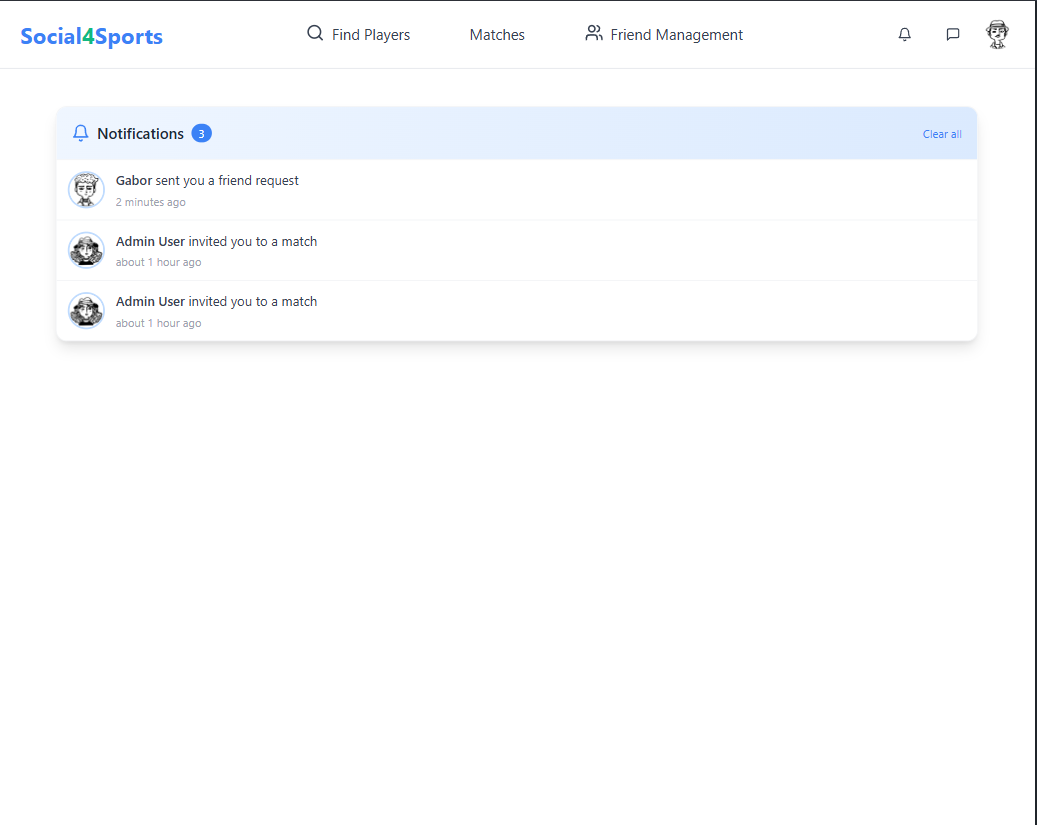 Social4Sports
Find Players
Matches
Friend Management
Notifications 3
Clear all
Gabor sent you a friend request
2 minutes ago
Admin User invited you to a match
about 1 hour ago
Admin User invited you to a match
about 1 hour ago